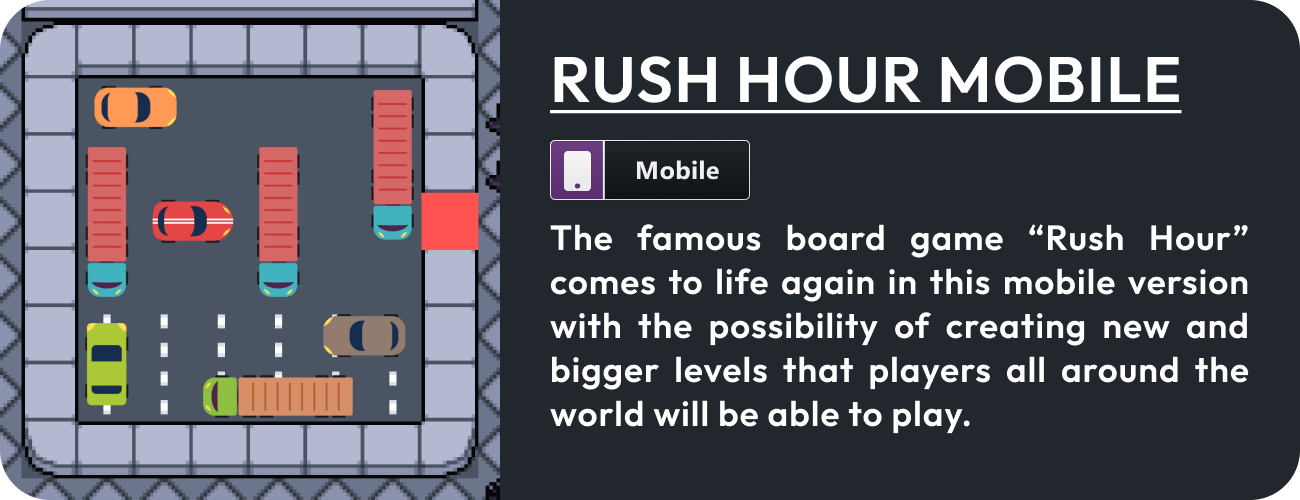 RUSH HOUR MOBILE
Mobile
The famous board game “Rush Hour”
comes to life again in this mobile version
with the possibility of creating new and
bigger levels that players all around the
world will be able to play.